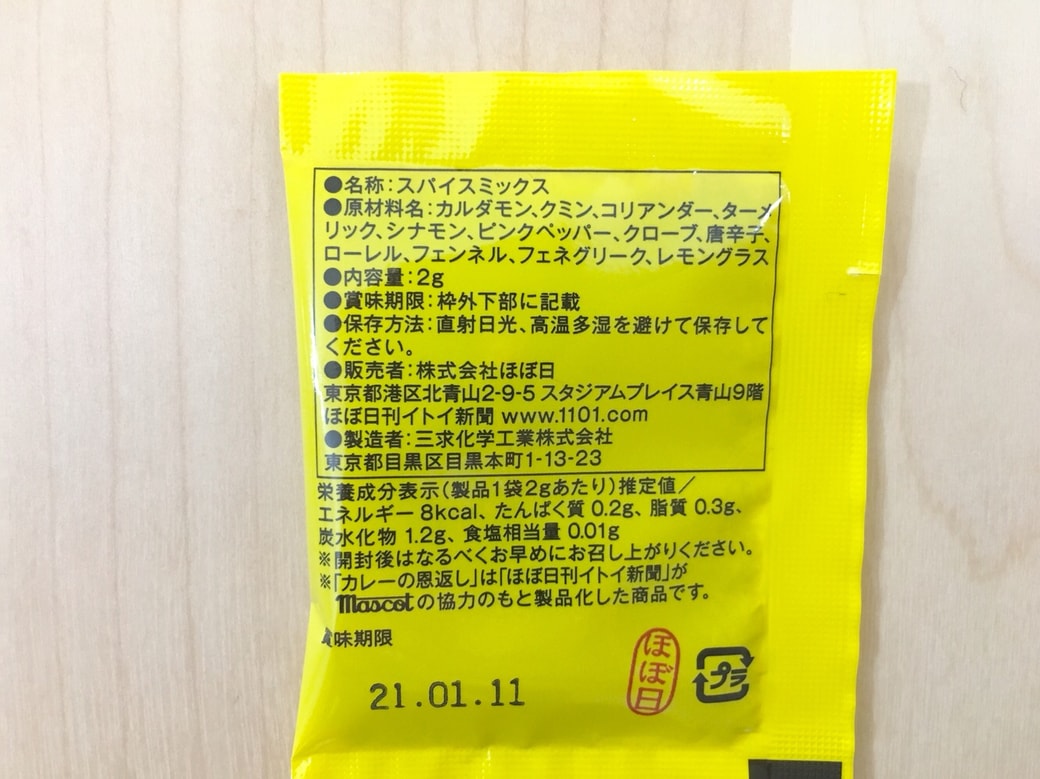 ●名称:スパイスミックス
●原材料名:カルダモン、クミン、コリアンダー、ターメ
リック、シナモン、ピンクペッパー、クローブ、唐辛子、
ローレル、フェンネル、フェネグリーク、レモングラス
●内容量:2g
●賞味期限:枠外下部に記載
●保存方法:直射日光、高温多湿を避けて保存して
ください。
●販売者:株式会社ほぼ日
東京都港区北青山2-9-5 スタジアムプレイス青山9階
ほぼ日刊イトイ新聞 www.1101.com
●製造者:三求化学工業株式会社
東京都目黒区目黒本町1-13-23
栄養成分表示(製品1袋2gあたり)推定値/
エネルギー 8kcal、たんぱく質 0.2g、脂質 0.3g、
炭水化物 1.2g、食塩相当量 0.01g
※開封後はなるべくお早めにお召し上がりください。
※「カレーの恩返し」は「ほぼ日刊イトイ新聞」が
Mascotの協力のもと製品化した商品です。
賞味期限
21.01.11
ほぼ日
プラ